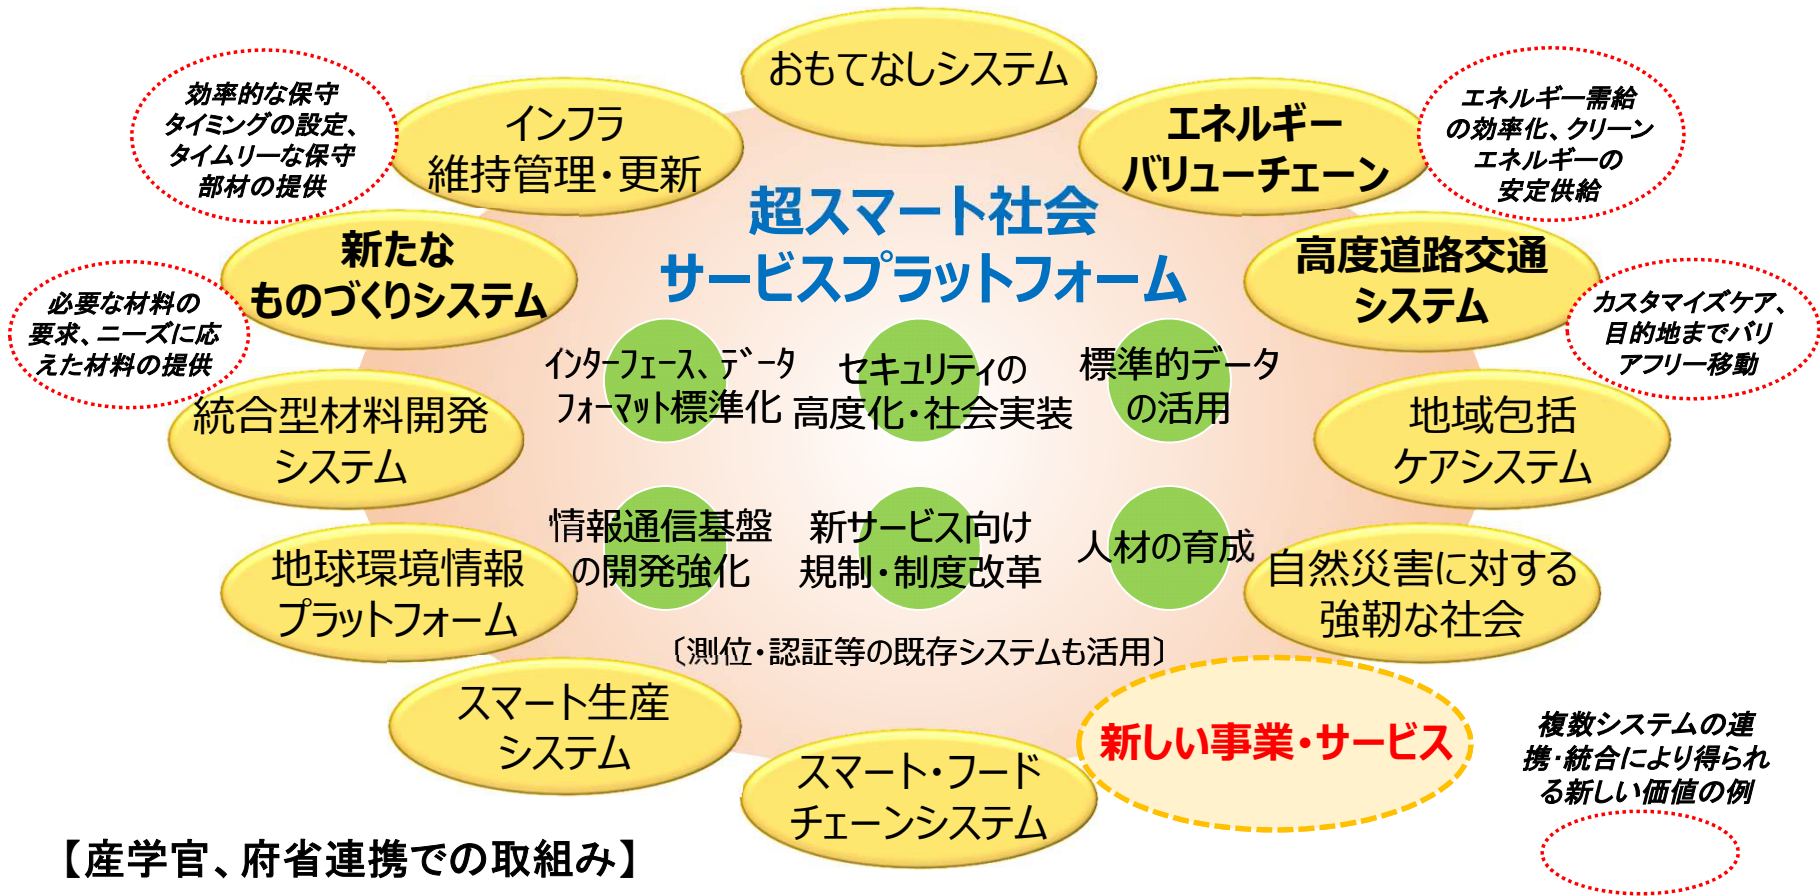 おもてなしシステム
効率的な保守
タイミングの設定、
タイムリーな保守
部材の提供
インフラ
維持管理・更新
エネルギー
バリューチェーン
エネルギー需給
の効率化、クリーン
エネルギーの
安定供給
超スマート社会
サービスプラットフォーム
新たな
ものづくりシステム
高度道路交通
システム
必要な材料の
要求、ニーズに応
えた材料の提供
カスタマイズケア、
目的地までバリ
アフリー移動
インターフェース、データ
フォーマット標準化
セキュリティの
高度化・社会実装
標準的データ
の活用
統合型材料開発
システム
地域包括
ケアシステム
情報通信基盤
の開発強化
新サービス向け
規制・制度改革
人材の育成
地球環境情報
プラットフォーム
自然災害に対する
強靭な社会
〔測位・認証等の既存システムも活用〕
スマート生産
システム
スマート・フード
チェーンシステム
新しい事業・サービス
複数システムの連
携・統合により得られ
る新しい価値の例
【産学官、府省連携での取組み】